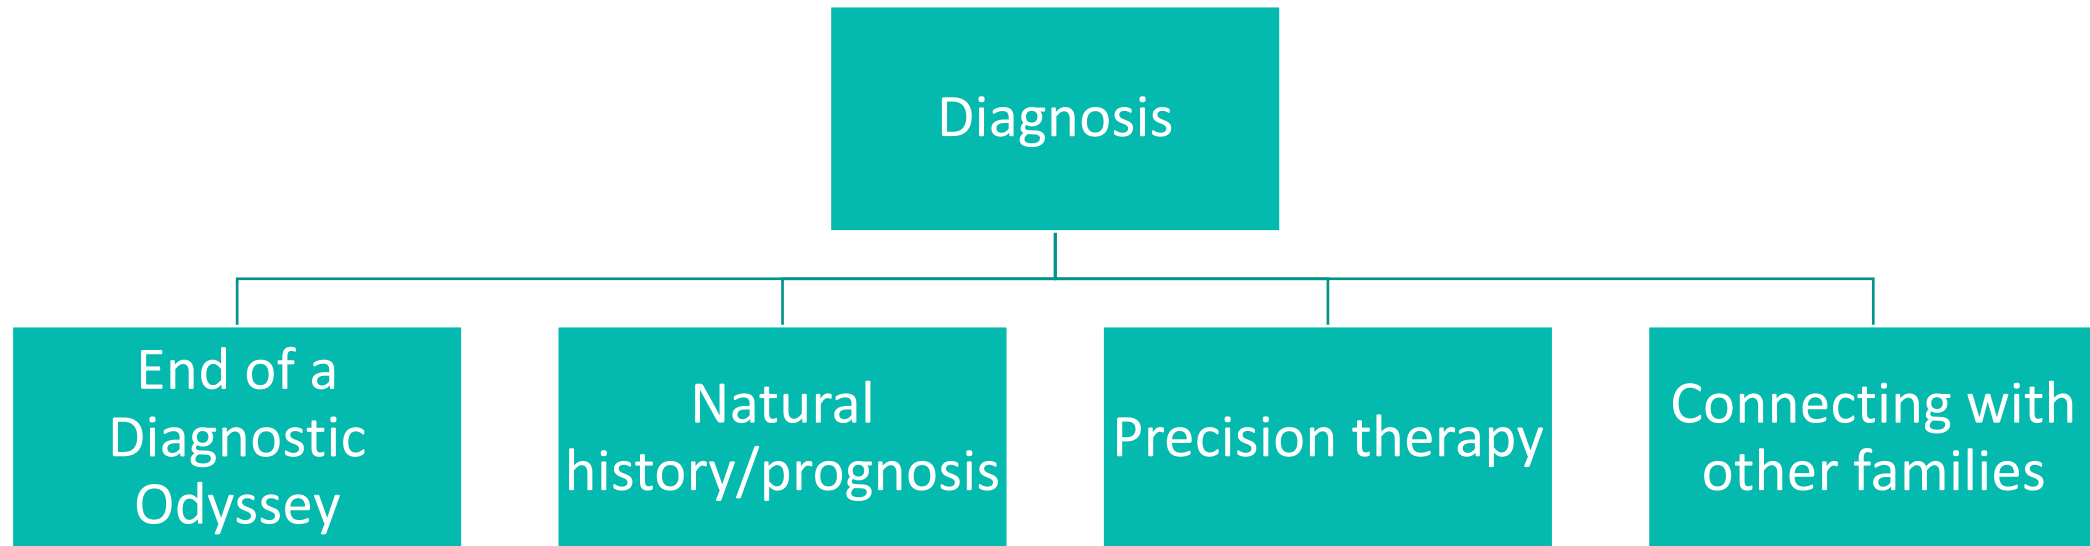 Diagnosis
End of a
Diagnostic
Odyssey
Natural
history/prognosis
Precision therapy
Connecting with
other families